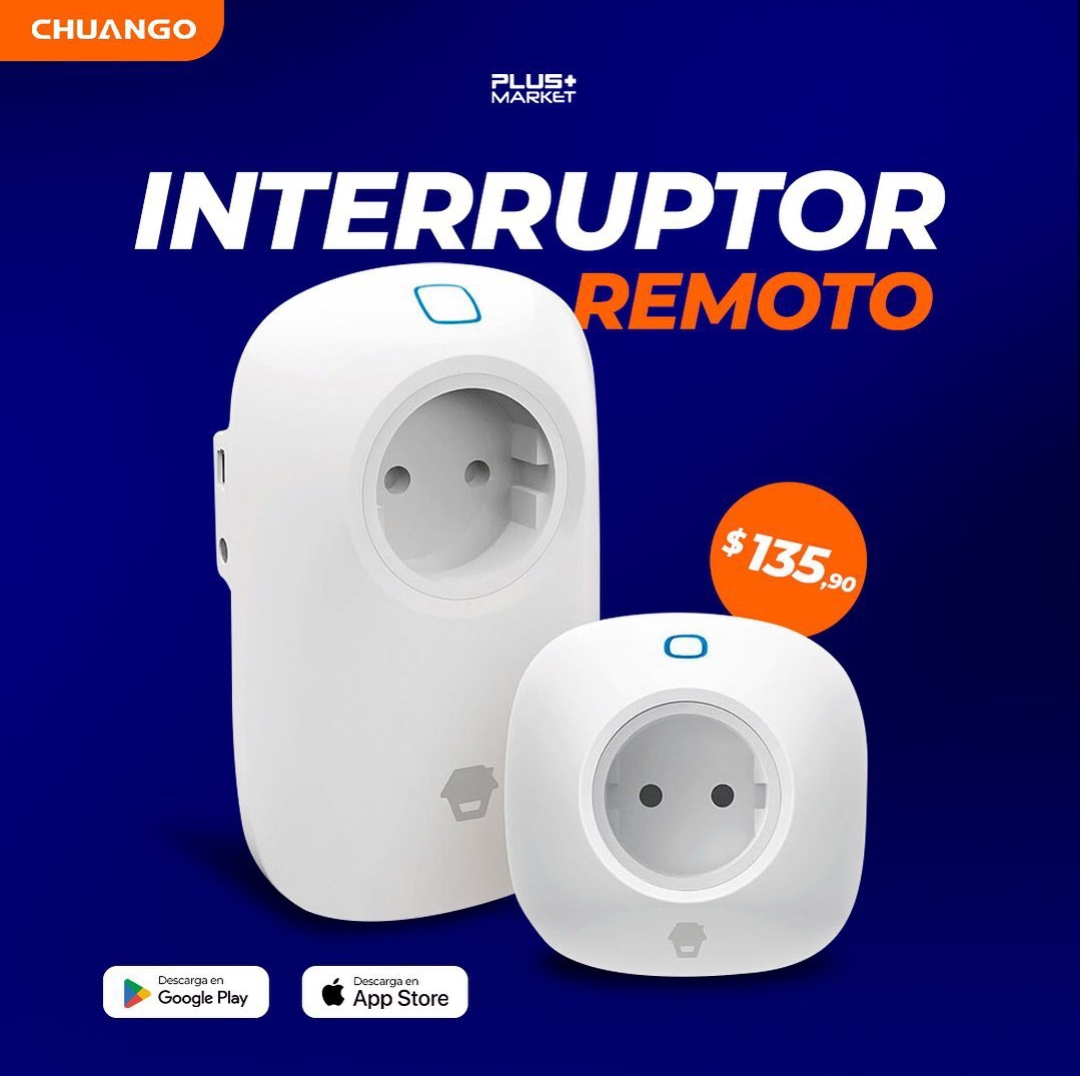 CHUANGO
PLUS+
MARKET
INTERRUPTOR
REMOTO
$135,90
Descarga en
Google Play
Descarga en
App Store